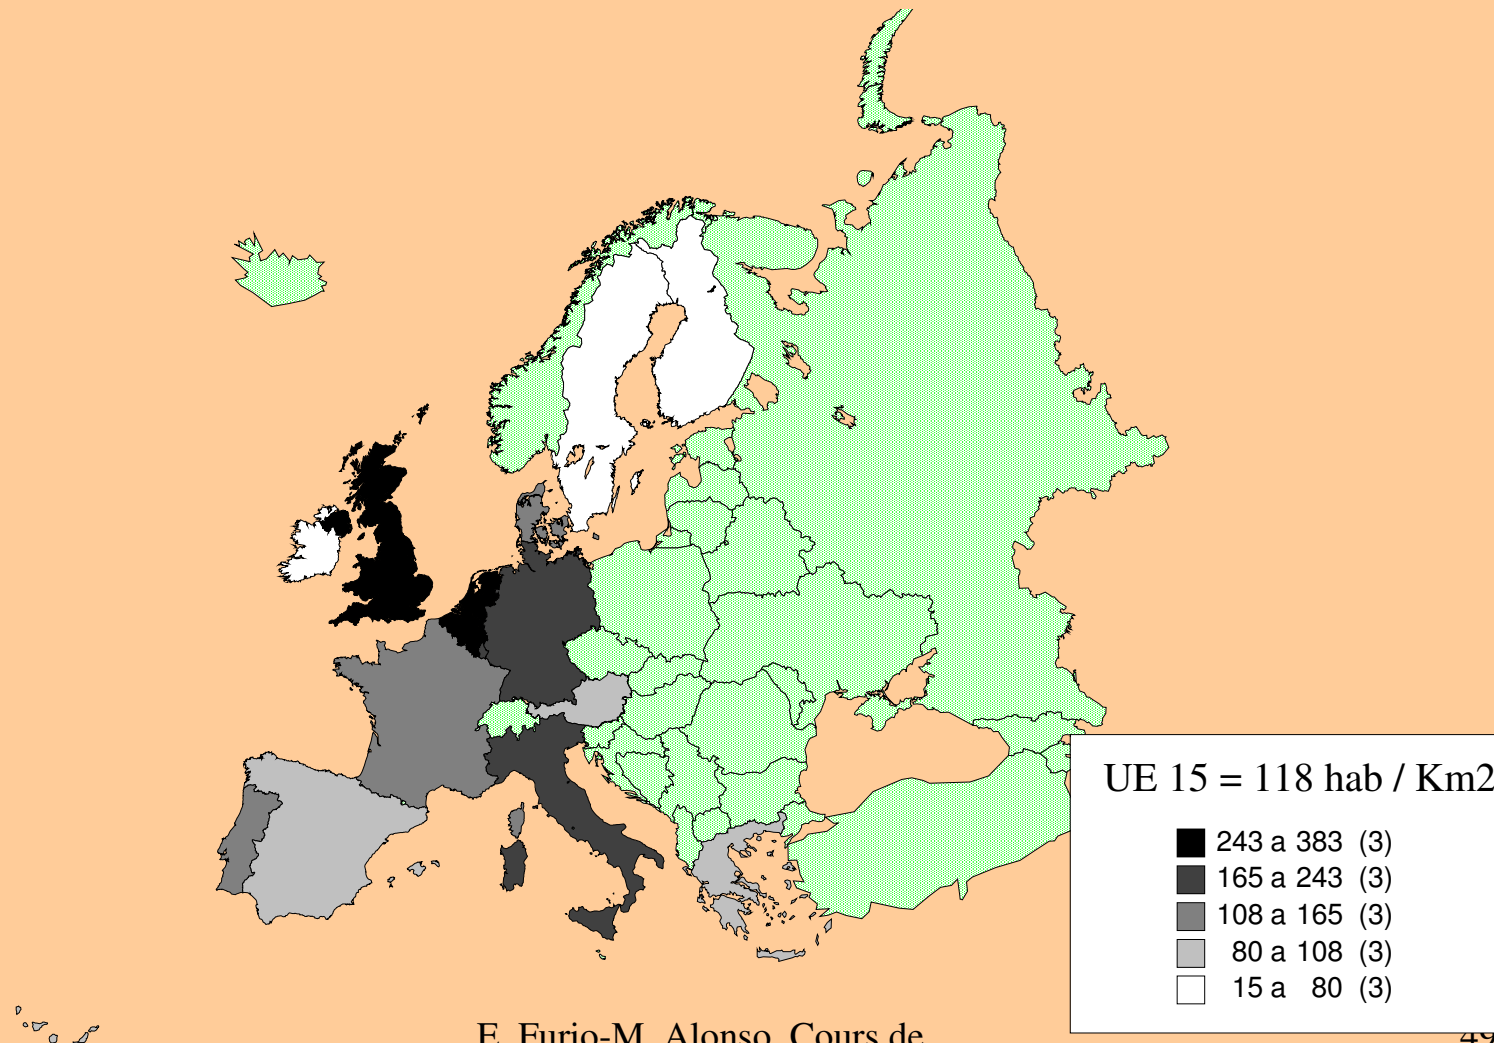 UE 15 = 118 hab / Km2
243 a 383 (3)
165 a 243 (3)
108 a 165 (3)
80 a 108 (3)
15 a 80 (3)
E. Furio-M. Alonso. Cours de
49